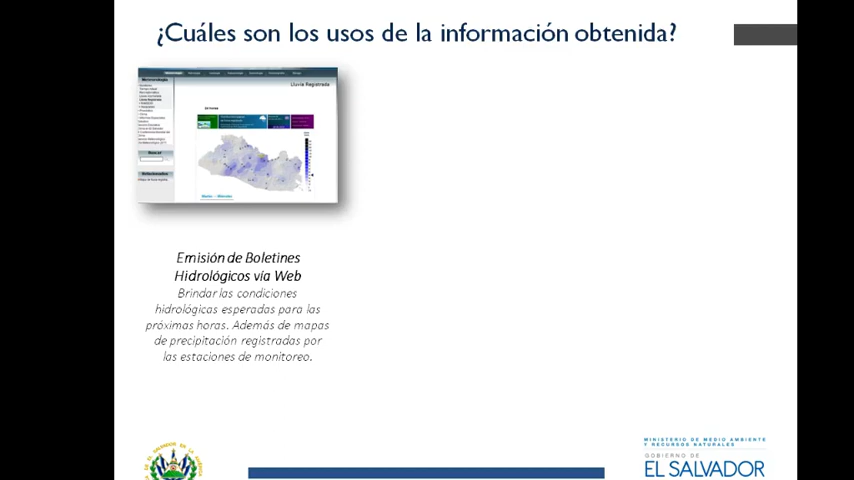 ¿Cuáles son los usos de la información obtenida?
Lluvia Registrada
Buscar
Emisión de Boletines
Hidrológicos vía Web
Brindar las condiciones
hidrológicas esperadas para las
próximas horas. Además de mapas
de precipitación registradas por
las estaciones de monitoreo.
MINISTERIO DE MEDIO AMBIENTE
Y RECURSOS NATURALES
GOBIERNO DE
EL SALVADOR